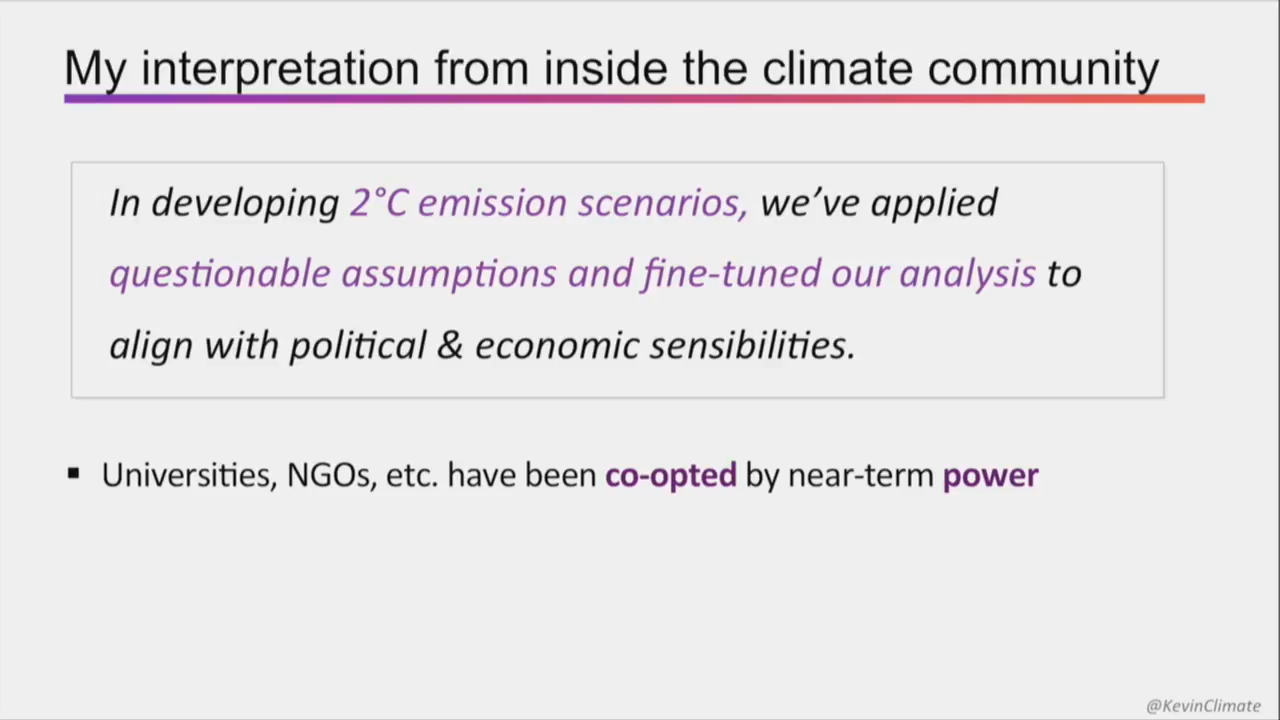 My interpretation from inside the climate community
In developing 2°C emission scenarios, we’ve applied
questionable assumptions and fine-tuned our analysis to
align with political & economic sensibilities.
▪ Universities, NGOs, etc. have been co-opted by near-term power
@KevinClimate